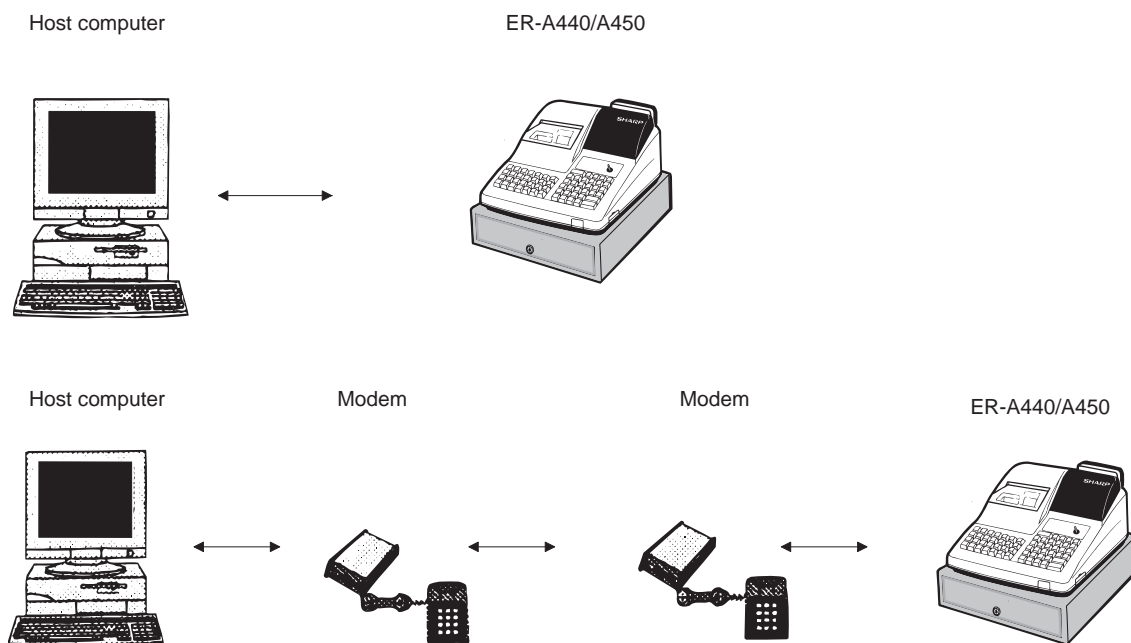 Host computer
ER-A440/A450
SHARP
Host computer
Modem
Modem
ER-A440/A450
SHARP